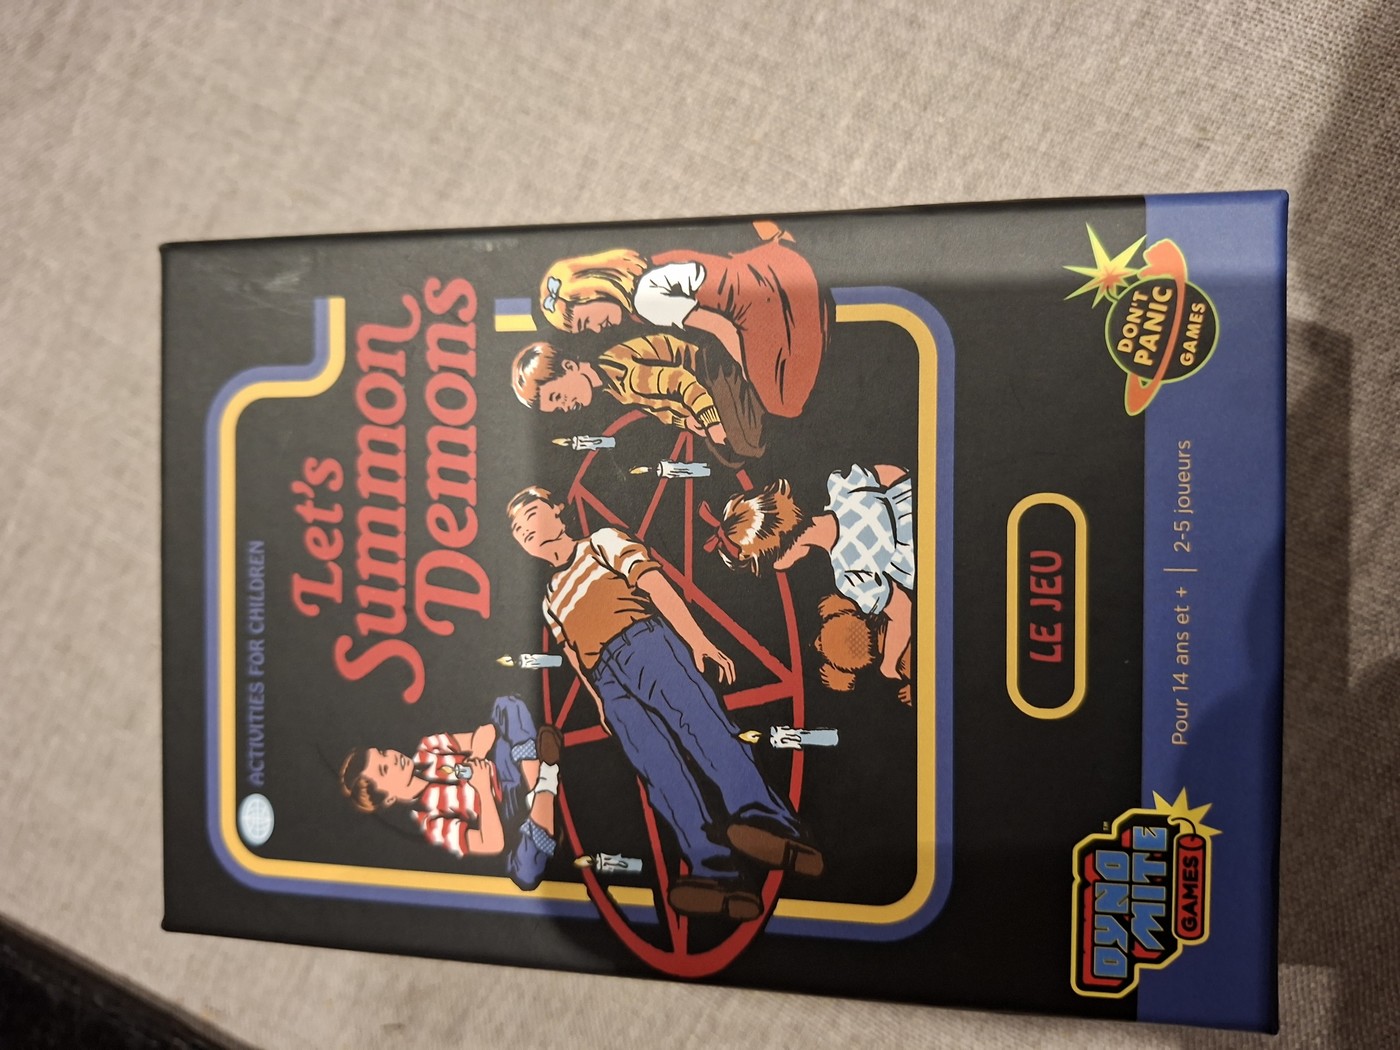 ACTIVITIES FOR CHILDREN
Let's
Summon
Demons
LE JEU
DYNO
MITE™
GAMES
Pour 14 ans et + | 2-5 joueurs
DON'T
PANIC
GAMES